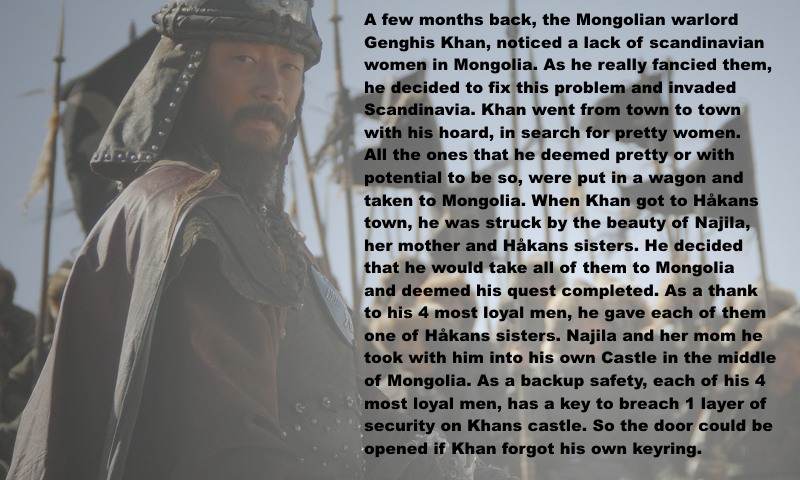 A few months back, the Mongolian warlord
Genghis Khan, noticed a lack of scandinavian
women in Mongolia. As he really fancied them,
he decided to fix this problem and invaded
Scandinavia. Khan went from town to town
with his hoard, in search for pretty women.
All the ones that he deemed pretty or with
potential to be so, were put in a wagon and
taken to Mongolia. When Khan got to Håkans
town, he was struck by the beauty of Najila,
her mother and Håkans sisters. He decided
that he would take all of them to Mongolia
and deemed his quest completed. As a thank
to his 4 most loyal men, he gave each of them
one of Håkans sisters. Najila and her mom he
took with him into his own Castle in the middle
of Mongolia. As a backup safety, each of his 4
most loyal men, has a key to breach 1 layer of
security on Khans castle. So the door could be
opened if Khan forgot his own keyring.